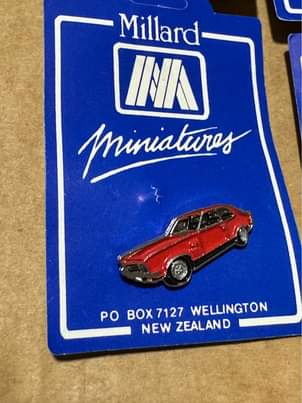 Millard
Miniatures
PO BOX 7127 WELLINGTON
NEW ZEALAND